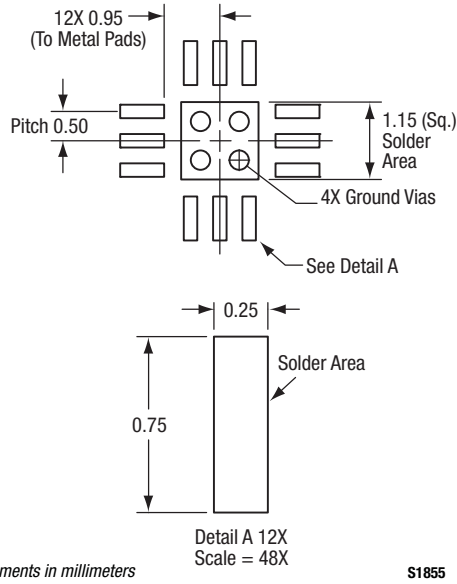 12X 0.95
(To Metal Pads)
Pitch 0.50
1.15 (Sq.)
Solder
Area
4X Ground Vias
See Detail A
0.25
Solder Area
0.75
Detail A 12X
Scale = 48X
ments in millimeters
S1855